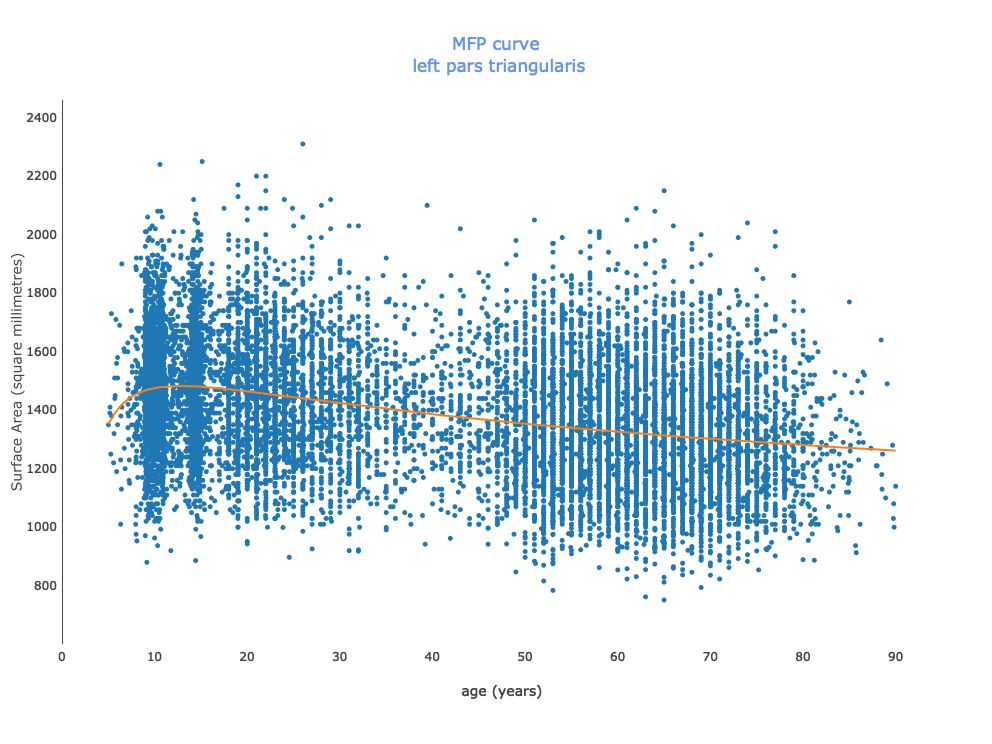 MFP curve
left pars triangularis
Surface Area (square millimetres)
2400
2200
2000
1800
1600
1400
1200
1000
800
0 10 20 30 40 50 60 70 80 90
age (years)